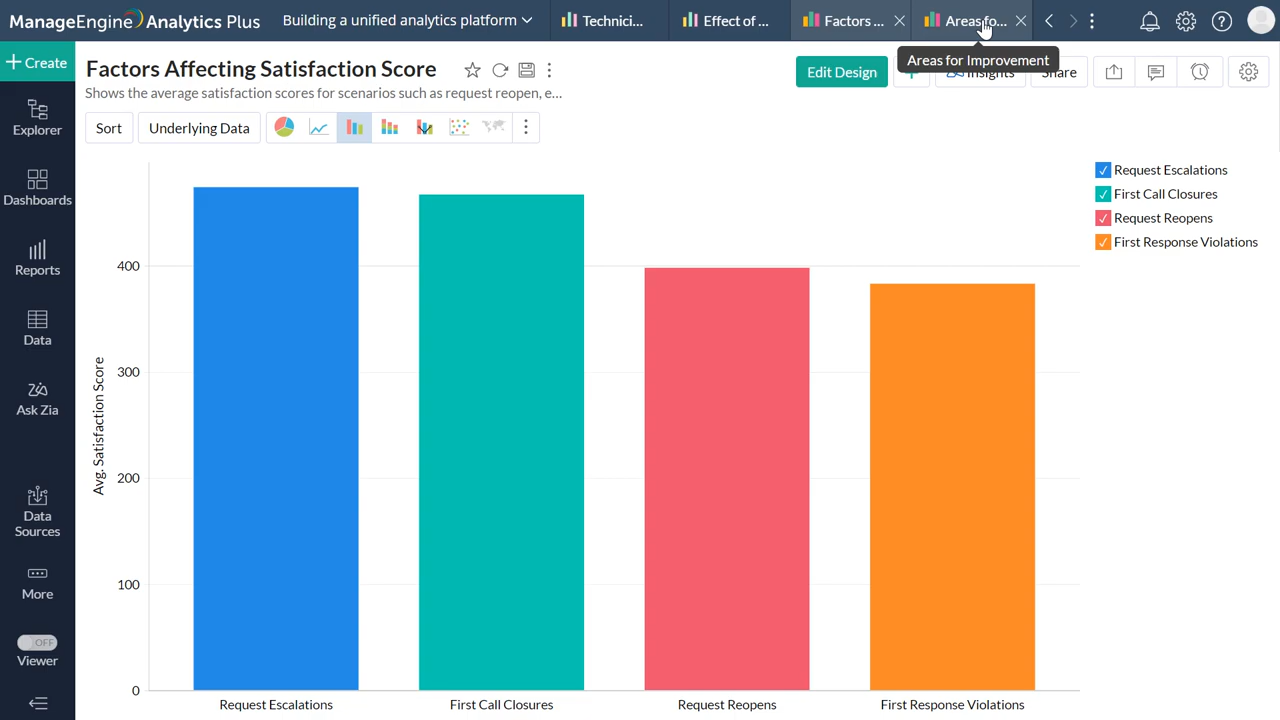 ManageEngine Analytics Plus
Building a unified analytics platform
Technici...
Effect of ...
Factors ...
Areas fo...
Areas for Improvement
Create
Explorer
Dashboards
Reports
Data
Ask Zia
Data
Sources
More
OFF
Viewer
Factors Affecting Satisfaction Score
Shows the average satisfaction scores for scenarios such as request reopen, e...
Edit Design
Insights
Share
Sort
Underlying Data
Avg. Satisfaction Score
400
300
200
100
0
Request Escalations
First Call Closures
Request Reopens
First Response Violations
Request Escalations
First Call Closures
Request Reopens
First Response Violations